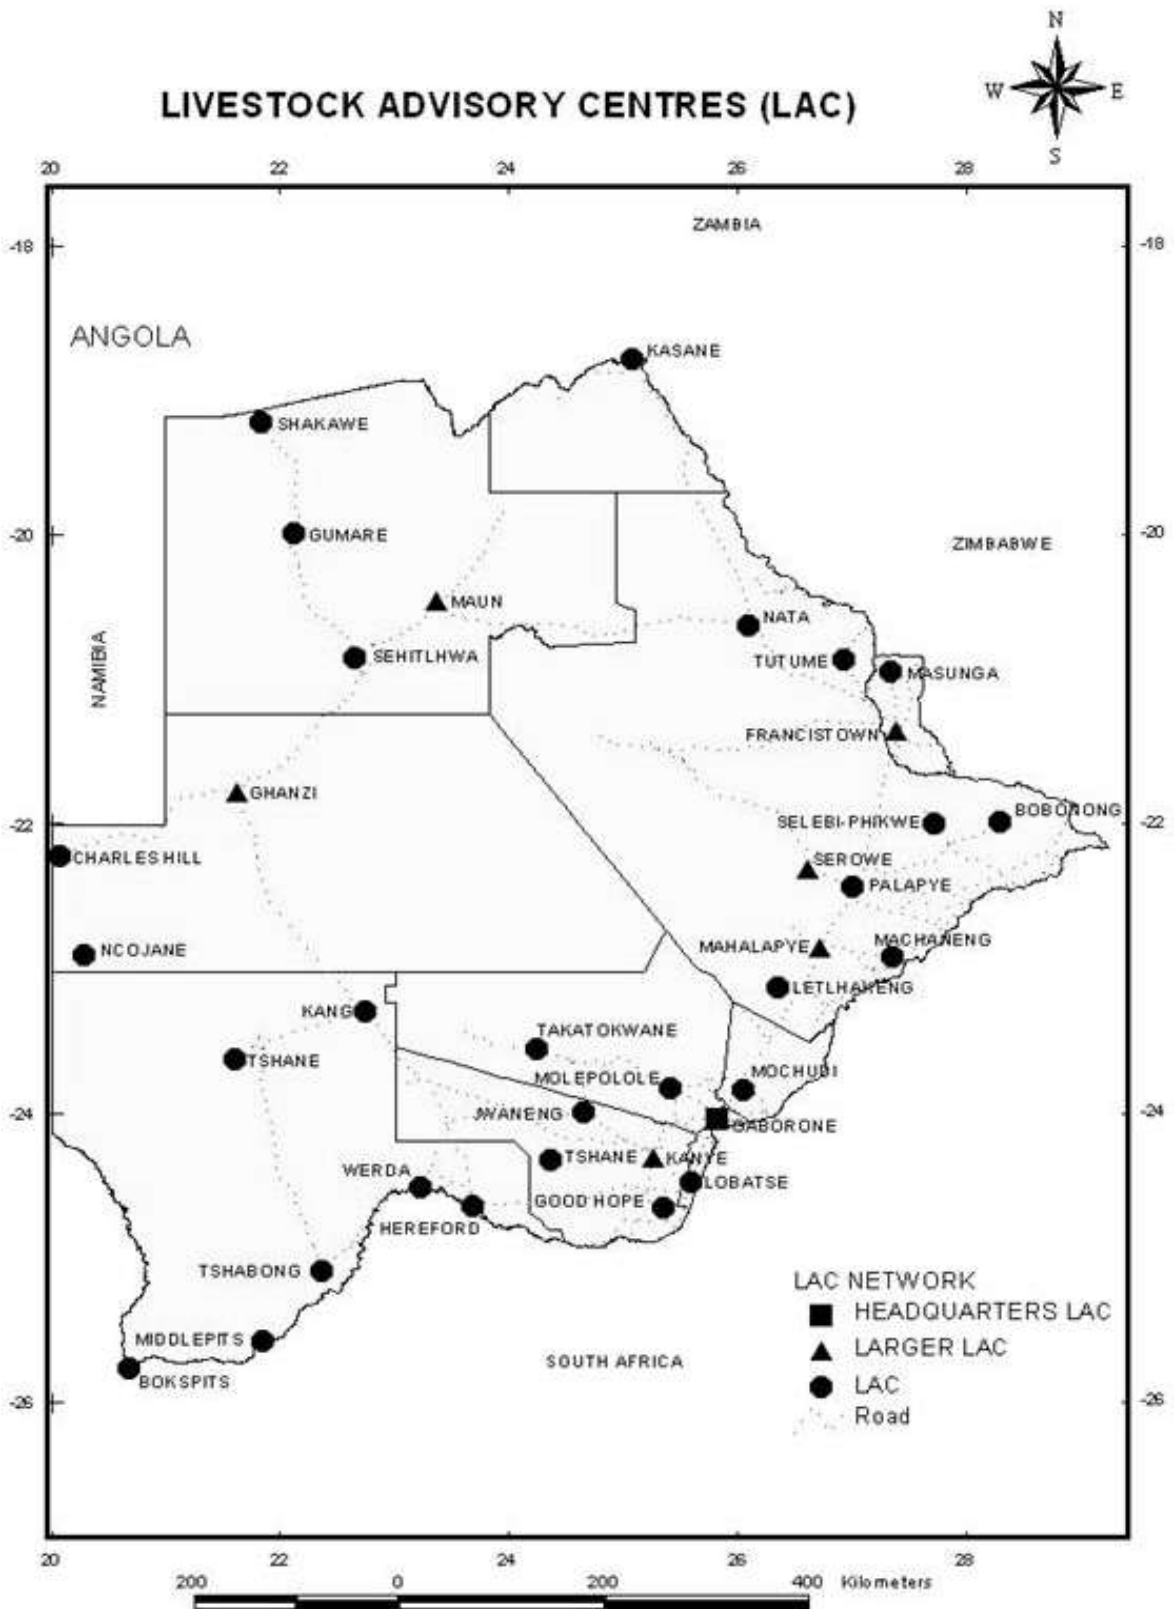 N
W E
S
LIVESTOCK ADVISORY CENTRES (LAC)
20 22 24 26 28
-18 -18
ZAMBIA
ANGOLA
KASANE
SHAKAWE
-20 -20
GUMARE
ZIMBABWE
MAUN
NATA
SEHITLHWA
TUTUME
MASUNGA
NAMIBIA
FRANCISTOWN
GHANZI
-22 -22
SELEBI-PHIKWE
BOBONONG
CHARLES HILL
SEROWE
PALAPYE
NCOJANE
MAHALAPYE
MACHANENG
LETLHAKENG
KANG
TAKATOKWANE
TSHANE
MOLEPOLOLE
MOCHUDI
-24 -24
JWANENG
GABORONE
TSHANE
KANYE
WERDA
LOBATSE
GOOD HOPE
HEREFORD
TSHABONG
MIDDLEPITS
BOKSPITS
SOUTH AFRICA
LAC NETWORK
HEADQUARTERS LAC
LARGER LAC
LAC
Road
-26 -26
20 22 24 26 28
200 0 200 400 Kilometers